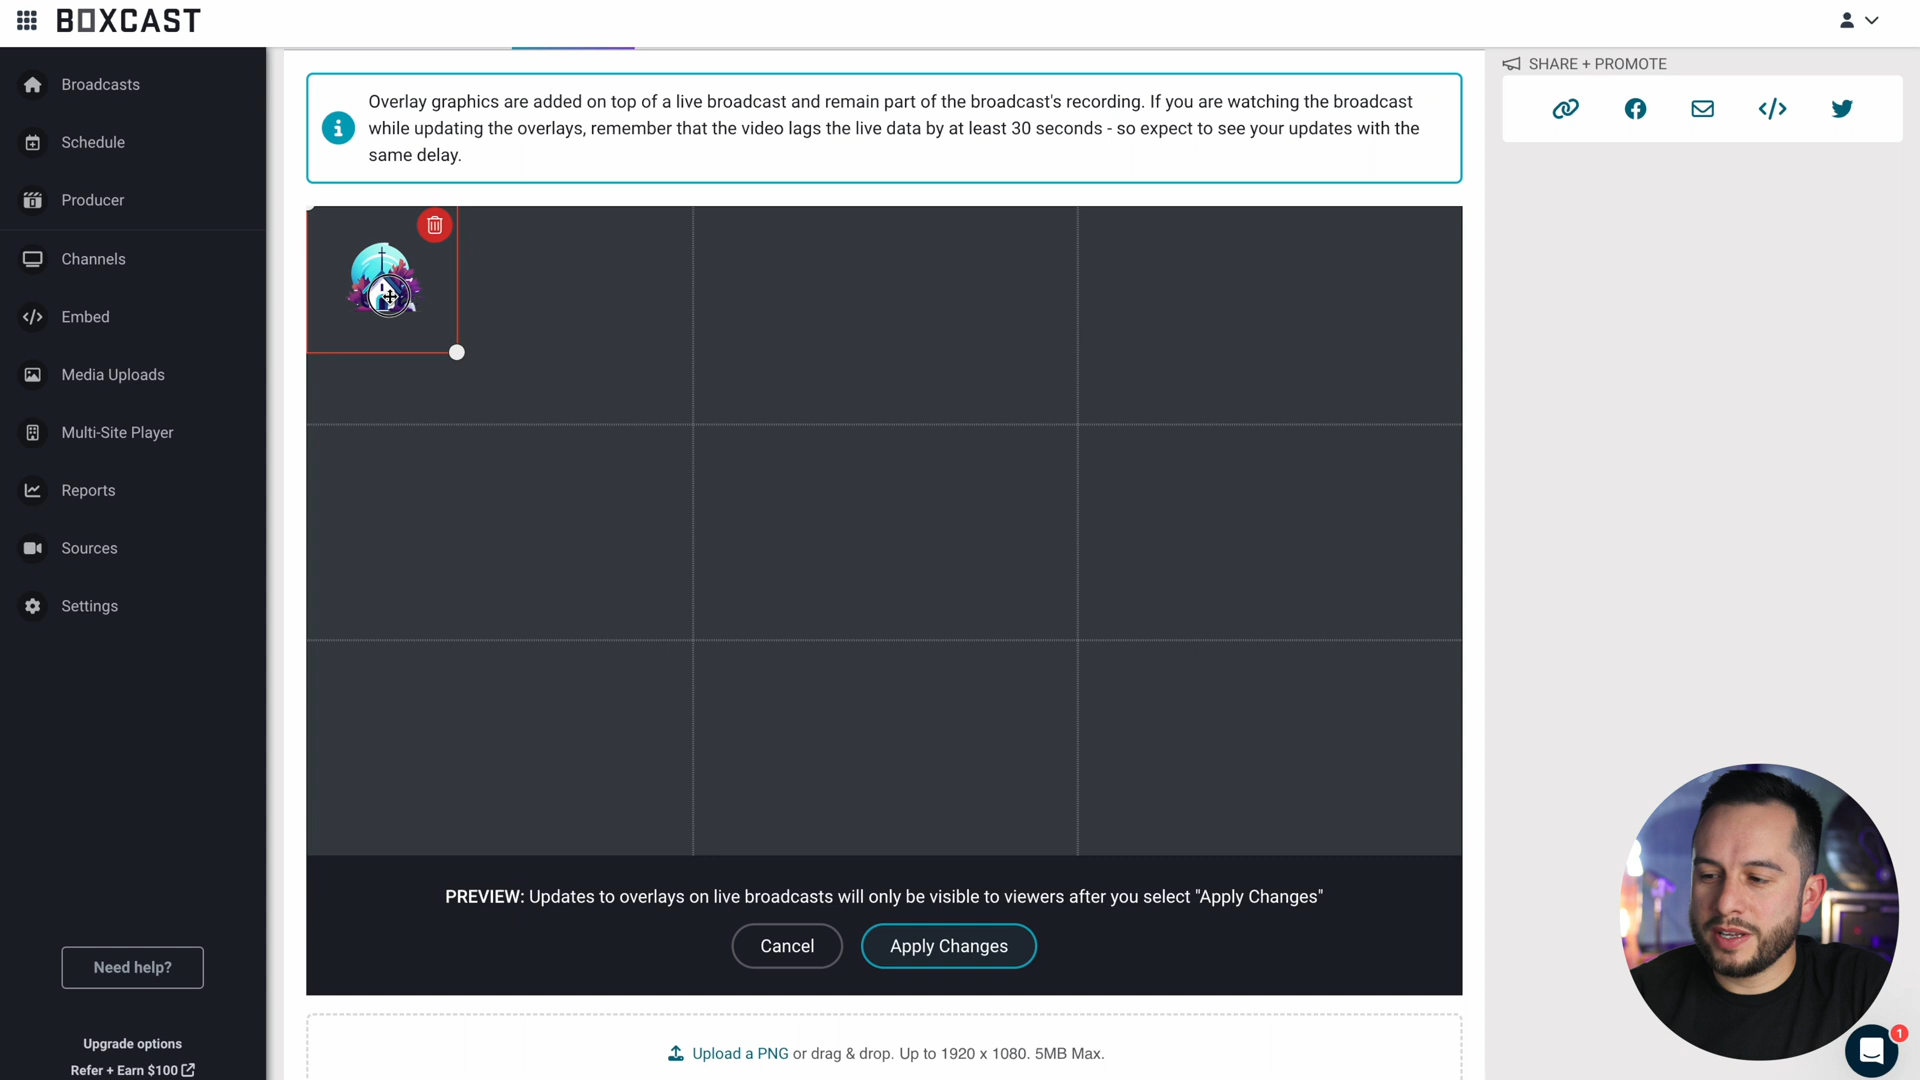 BOXCAST
Broadcasts
Schedule
Producer
Channels
Embed
Media Uploads
Multi-Site Player
Reports
Sources
Settings
Need help?
Upgrade options
Refer + Earn $100
Overlay graphics are added on top of a live broadcast and remain part of the broadcast's recording. If you are watching the broadcast
while updating the overlays, remember that the video lags the live data by at least 30 seconds - so expect to see your updates with the
same delay.
PREVIEW: Updates to overlays on live broadcasts will only be visible to viewers after you select "Apply Changes"
Cancel
Apply Changes
Upload a PNG or drag & drop. Up to 1920 x 1080. 5MB Max.
SHARE + PROMOTE
1